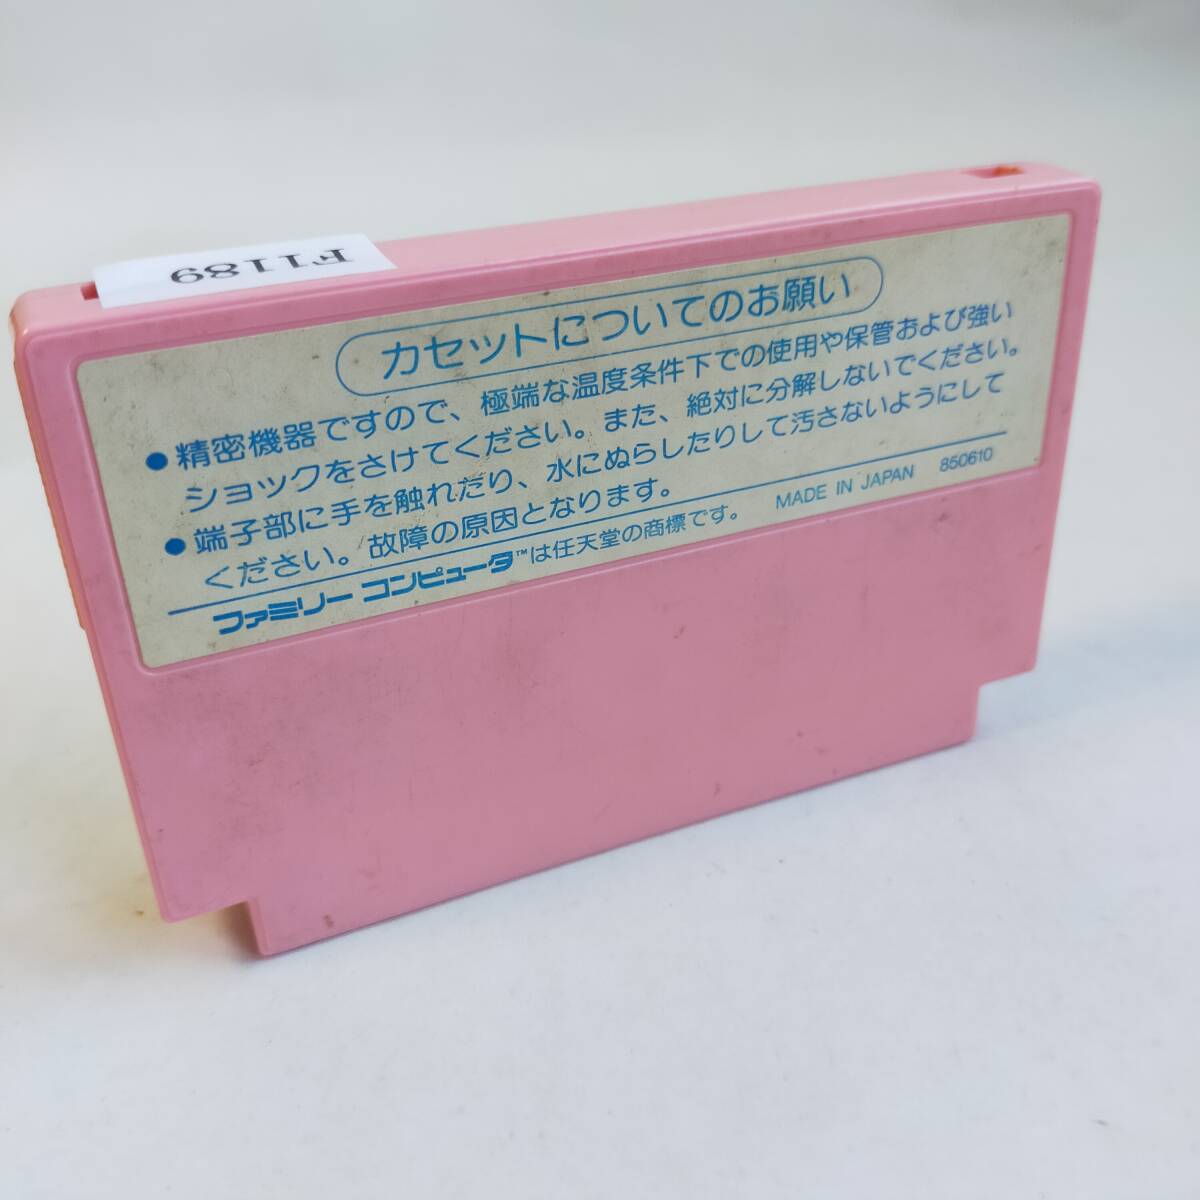 F1189
カセットについてのお願い
● 精密機器ですので、極端な温度条件下での使用や保管および強い
ショックをさけてください。また、絶対に分解しないでください。
● 端子部に手を触れたり、水にぬらしたりして汚さないようにして
ください。故障の原因となります。
MADE IN JAPAN 850610
ファミリー コンピュータ™は任天堂の商標です。